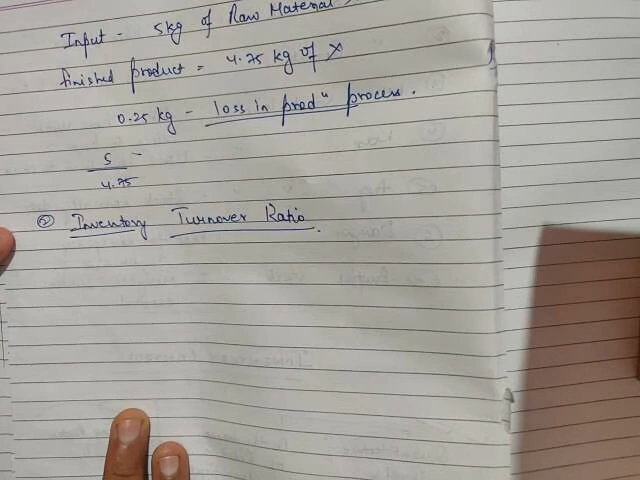 Input - 5kg of Raw Material
finished product = 4.75 kg of X
0.25 kg - loss in prodⁿ process.
5 -
4.75
② Inventory Turnover Ratio.